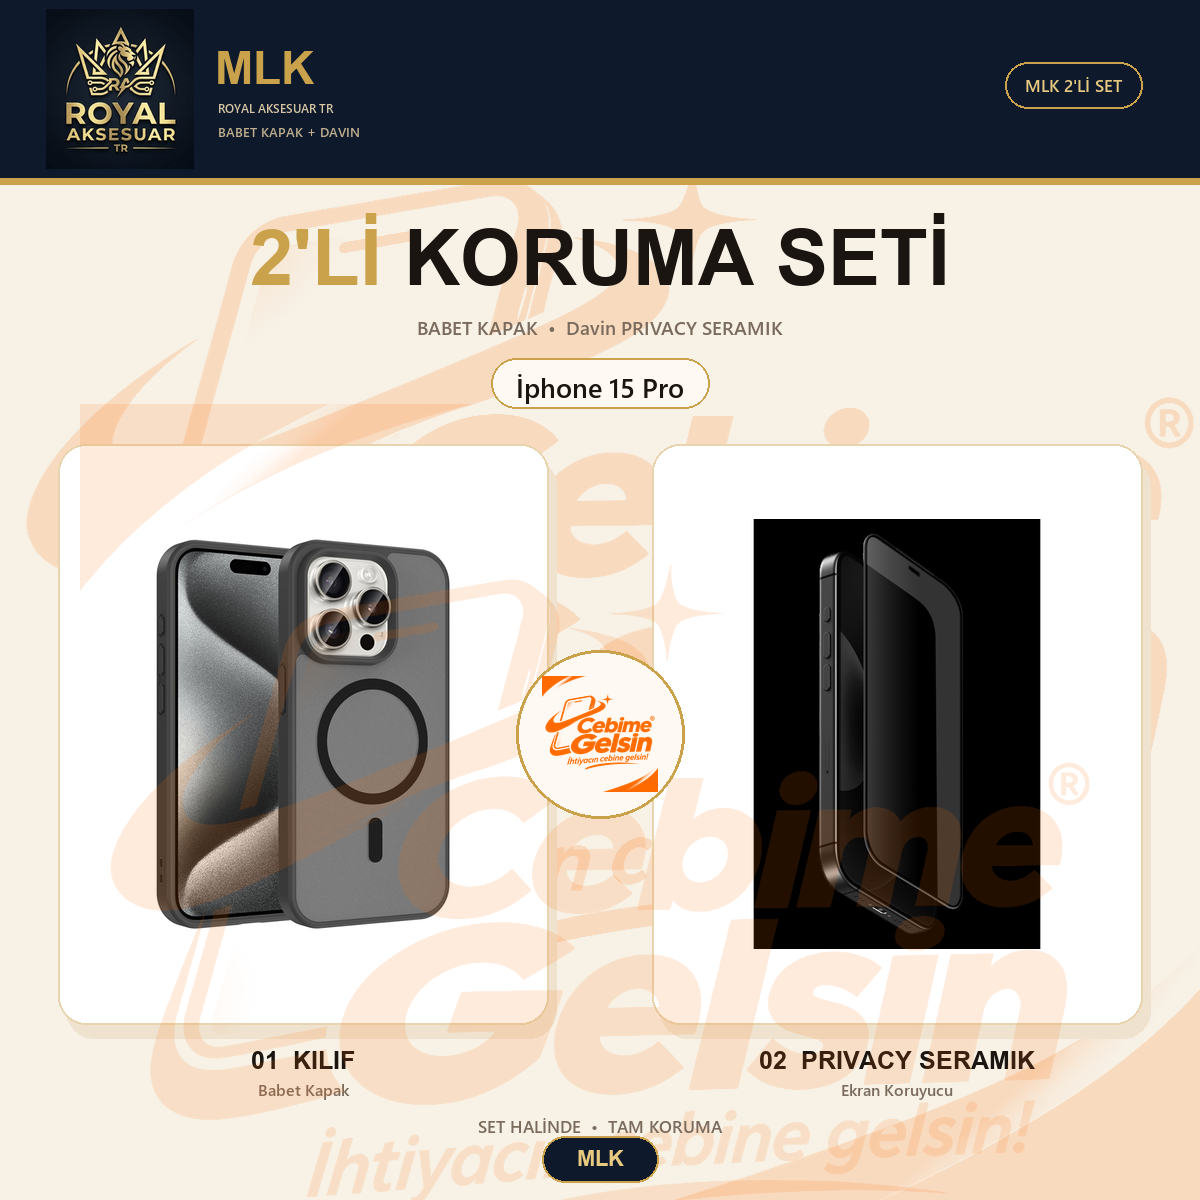 ROYAL
AKSESUAR
TR
MLK
ROYAL AKSESUAR TR
BABET KAPAK + DAVIN
MLK 2'Lİ SET
2'Lİ KORUMA SETİ
BABET KAPAK • Davin PRIVACY SERAMIK
İphone 15 Pro
Cebime®
Gelsin
İhtiyacın cebine gelsin!
Cebime®
Gelsin
01 KILIF
02 PRIVACY SERAMIK
Babet Kapak
Ekran Koruyucu
SET HALİNDE • TAM KORUMA
MLK